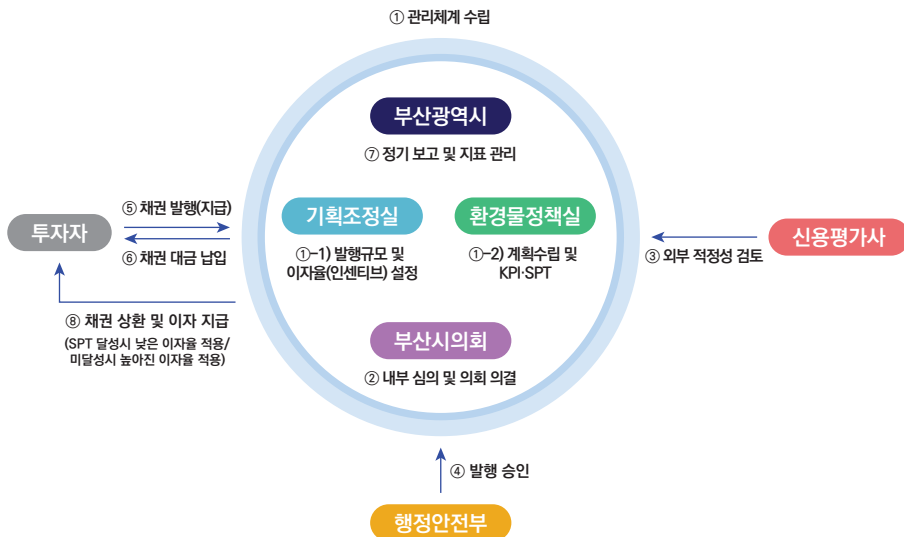 ① 관리체계 수립
부산광역시
⑦ 정기 보고 및 지표 관리
투자자
⑤ 채권 발행(지급)
⑥ 채권 대금 납입
기획조정실
①-1) 발행규모 및
이자율(인센티브) 설정
환경물정책실
①-2) 계획수립 및
KPI·SPT
신용평가사
③ 외부 적정성 검토
⑧ 채권 상환 및 이자 지급
(SPT 달성시 낮은 이자율 적용/
미달성시 높아진 이자율 적용)
부산시의회
② 내부 심의 및 의회 의결
④ 발행 승인
행정안전부